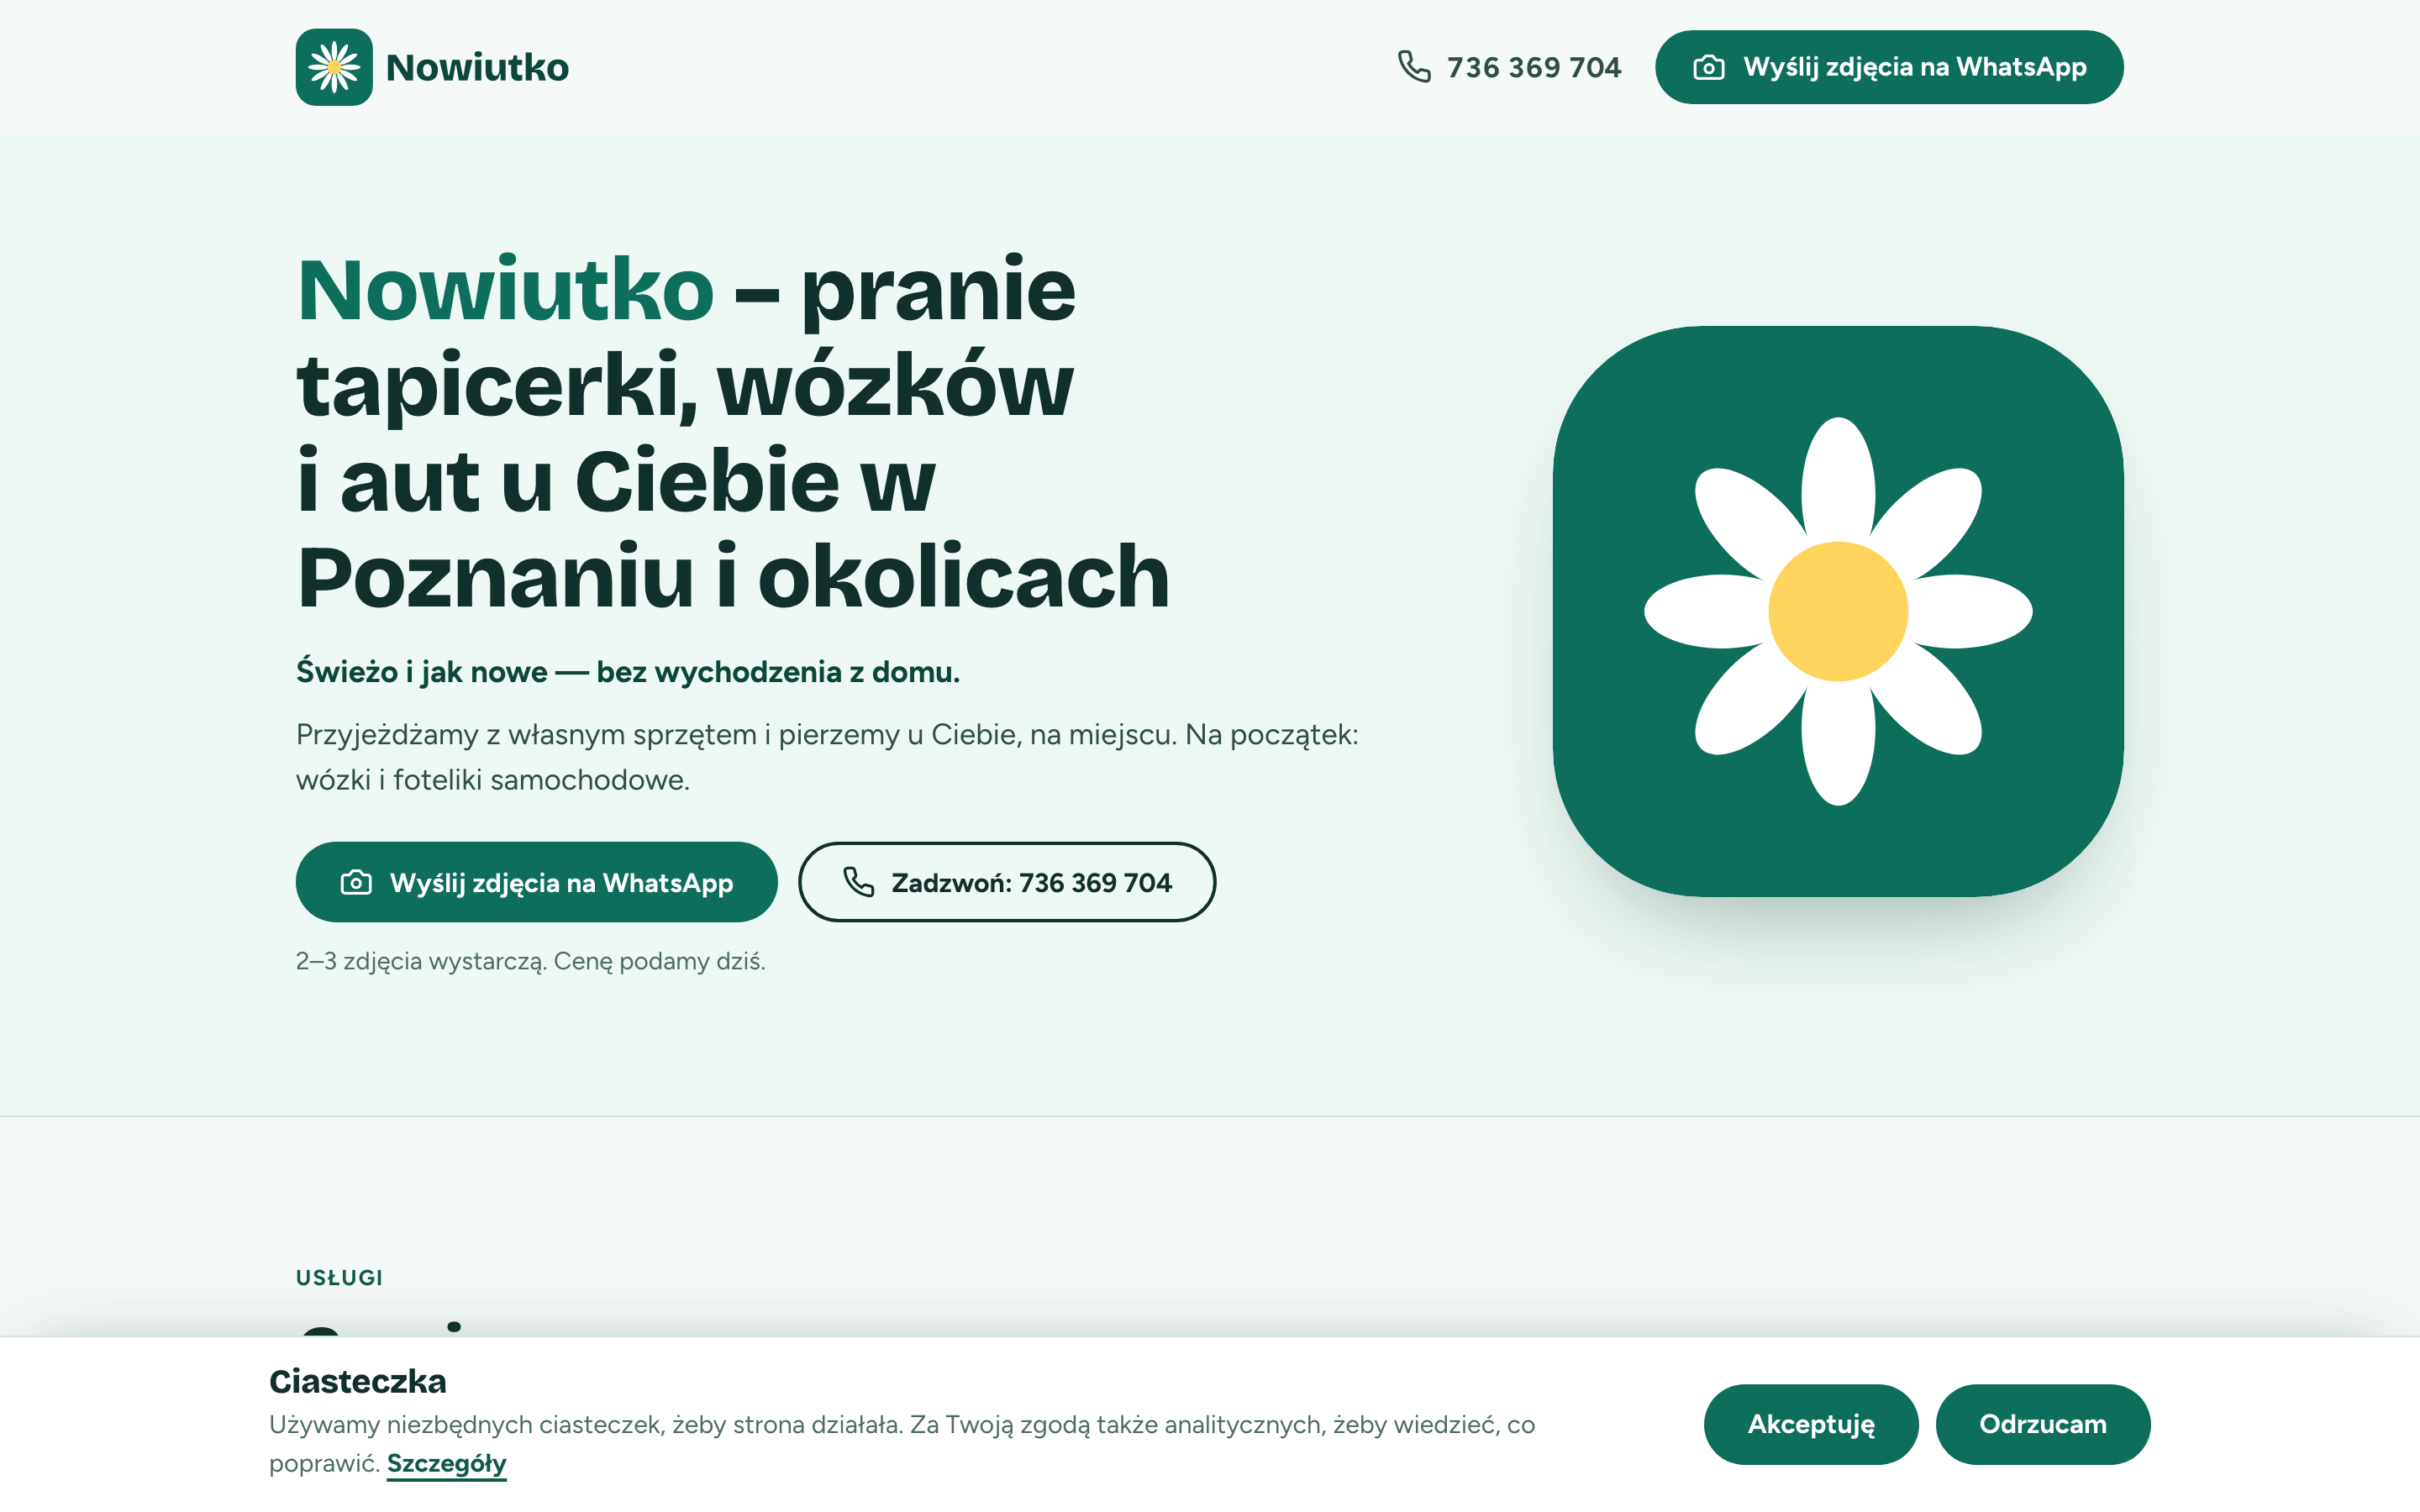 Nowiutko
736 369 704
Wyślij zdjęcia na WhatsApp
Nowiutko – pranie
tapicerki, wózków
i aut u Ciebie w
Poznaniu i okolicach
Świeżo i jak nowe — bez wychodzenia z domu.
Przyjeżdżamy z własnym sprzętem i pierzemy u Ciebie, na miejscu. Na początek:
wózki i foteliki samochodowe.
Wyślij zdjęcia na WhatsApp
Zadzwoń: 736 369 704
2–3 zdjęcia wystarczą. Cenę podamy dziś.
USŁUGI
Ciasteczka
Używamy niezbędnych ciasteczek, żeby strona działała. Za Twoją zgodą także analitycznych, żeby wiedzieć, co
poprawić. Szczegóły
Akceptuję
Odrzucam